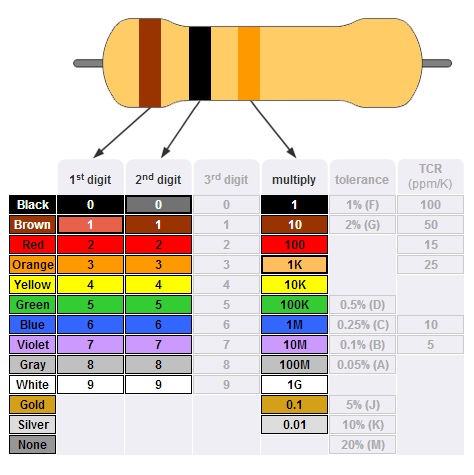 TCR
1st digit 2nd digit 3rd digit multiply tolerance (ppm/K)
Black 0 0 0 1 1% (F) 100
Brown 1 1 1 10 2% (G) 50
Red 2 2 2 100 15
Orange 3 3 3 1K 25
Yellow 4 4 4 10K
Green 5 5 5 100K 0.5% (D)
Blue 6 6 6 1M 0.25% (C) 10
Violet 7 7 7 10M 0.1% (B) 5
Gray 8 8 8 100M 0.05% (A)
White 9 9 9 1G
Gold 0.1 5% (J)
Silver 0.01 10% (K)
None 20% (M)